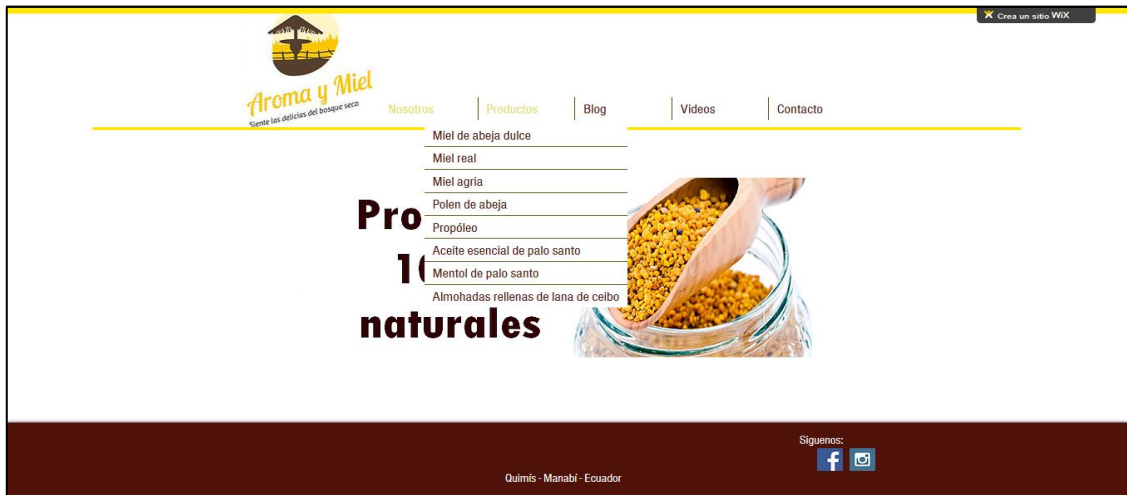 Crea un sitio WiX
Aroma y Miel
Siente las delicias del bosque seco
Nosotros Productos Blog Videos Contacto
Miel de abeja dulce
Miel real
Miel agria
Polen de abeja
Propóleo
Aceite esencial de palo santo
Mentol de palo santo
Almohadas rellenas de lana de ceibo
Pro
10
naturales
Siguenos:
Quimís - Manabí - Ecuador